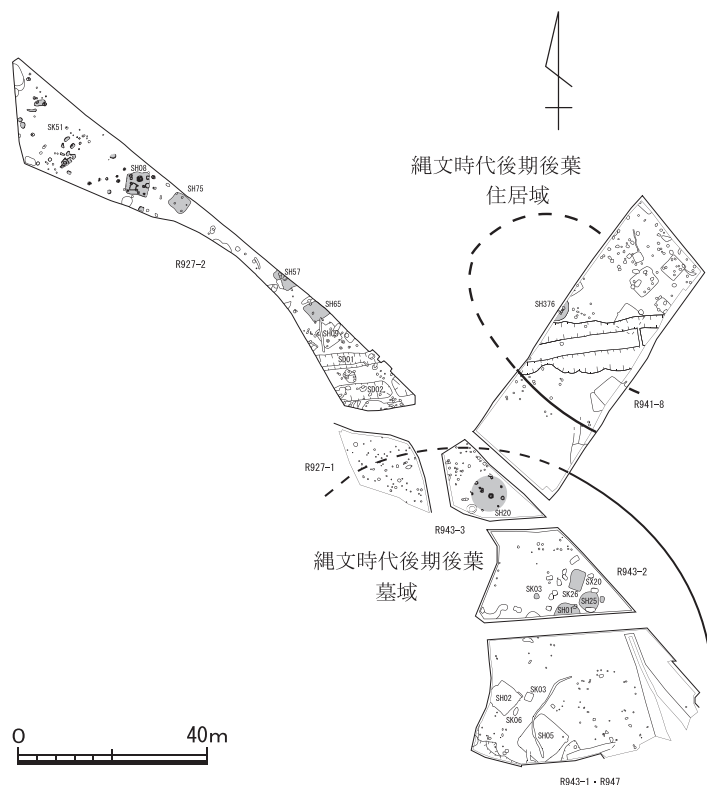 SK51
SH08
SH75
R927-2
SH57
SH65
SH09
SD01
SD02
縄文時代後期後葉
住居域
SH376
R941-8
R927-1
SH20
R943-3
縄文時代後期後葉
墓域
R943-2
SK03
SX20
SK26
SH25
SH01
SH02
SK03
SK06
SH05
0
40m
R943-1・R947